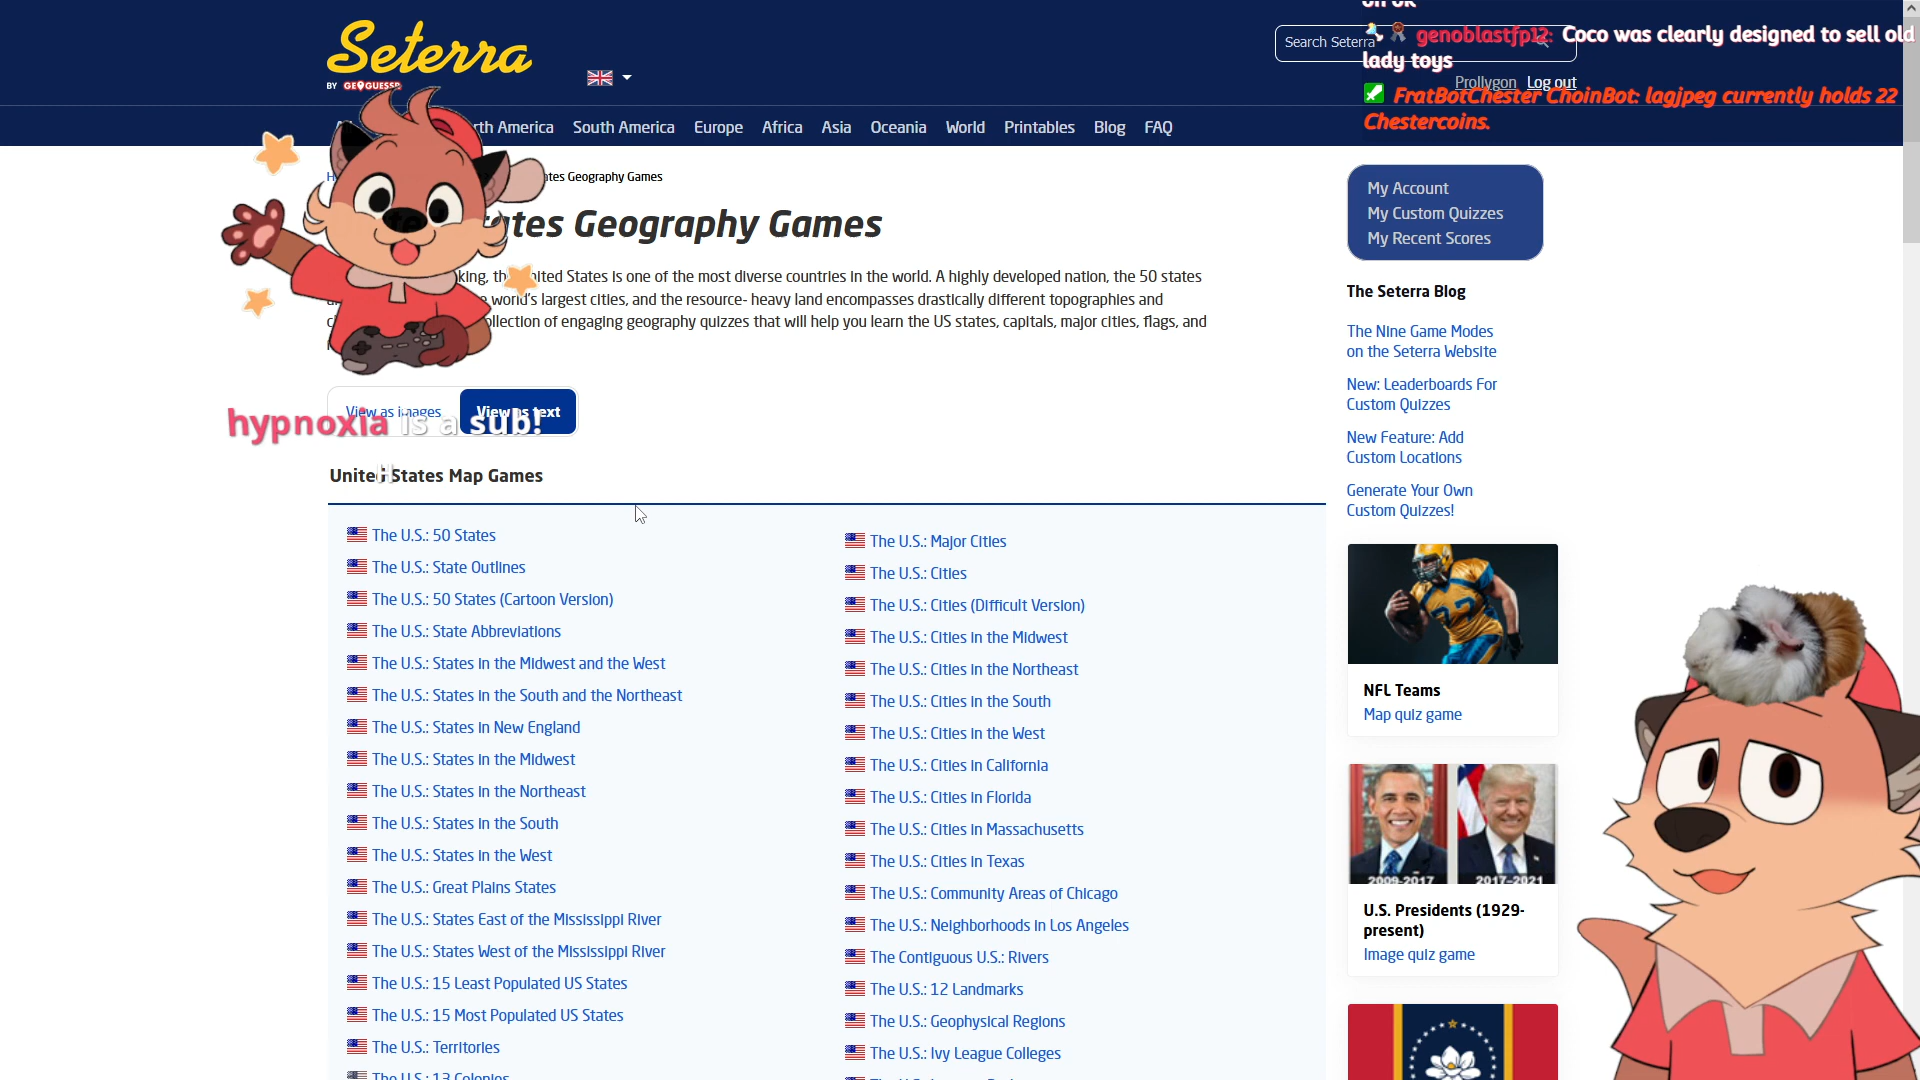 Seterra
BY GEOGUESSR
Search Seterra
genoblastfp12: Coco was clearly designed to sell old
lady toys
Prollygon Log out
FratBotChester ChoinBot: lagjpeg currently holds 22
Chestercoins.
rth America South America Europe Africa Asia Oceania World Printables Blog FAQ
ates Geography Games
tes Geography Games
king, the United States is one of the most diverse countries in the world. A highly developed nation, the 50 states
world's largest cities, and the resource- heavy land encompasses drastically different topographies and
ollection of engaging geography quizzes that will help you learn the US states, capitals, major cities, flags, and
View as images View as text
hypnoxia is a sub!
United States Map Games
The U.S.: 50 States
The U.S.: State Outlines
The U.S.: 50 States (Cartoon Version)
The U.S.: State Abbreviations
The U.S.: States in the Midwest and the West
The U.S.: States in the South and the Northeast
The U.S.: States in New England
The U.S.: States in the Midwest
The U.S.: States in the Northeast
The U.S.: States in the South
The U.S.: States in the West
The U.S.: Great Plains States
The U.S.: States East of the Mississippi River
The U.S.: States West of the Mississippi River
The U.S.: 15 Least Populated US States
The U.S.: 15 Most Populated US States
The U.S.: Territories
The U.S.: 13 Colonies
The U.S.: Major Cities
The U.S.: Cities
The U.S.: Cities (Difficult Version)
The U.S.: Cities in the Midwest
The U.S.: Cities in the Northeast
The U.S.: Cities in the South
The U.S.: Cities in the West
The U.S.: Cities in California
The U.S.: Cities in Florida
The U.S.: Cities in Massachusetts
The U.S.: Cities in Texas
The U.S.: Community Areas of Chicago
The U.S.: Neighborhoods in Los Angeles
The Contiguous U.S.: Rivers
The U.S.: 12 Landmarks
The U.S.: Geophysical Regions
The U.S.: Ivy League Colleges
My Account
My Custom Quizzes
My Recent Scores
The Seterra Blog
The Nine Game Modes
on the Seterra Website
New: Leaderboards For
Custom Quizzes
New Feature: Add
Custom Locations
Generate Your Own
Custom Quizzes!
NFL Teams
Map quiz game
2009-2017 2017-2021
U.S. Presidents (1929-
present)
Image quiz game